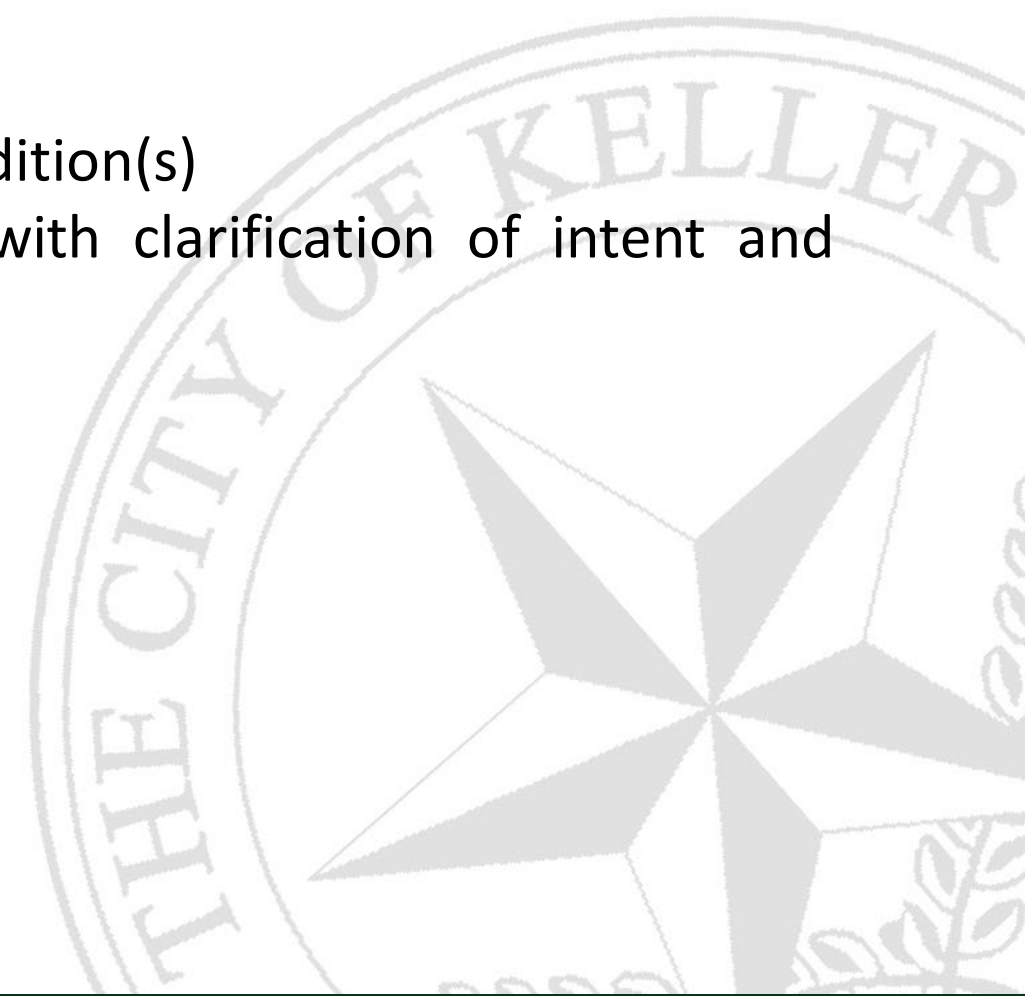 THE CITY OF KELLER
dition(s)
with clarification of intent and